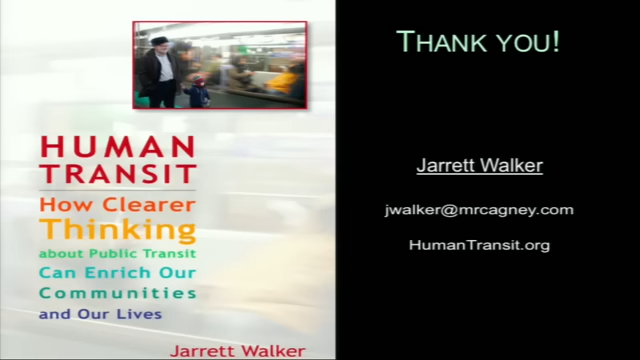 HUMAN
TRANSIT
How Clearer
Thinking
about Public Transit
Can Enrich Our
Communities
and Our Lives
Jarrett Walker
THANK YOU!
Jarrett Walker
jwalker@mrcagney.com
HumanTransit.org